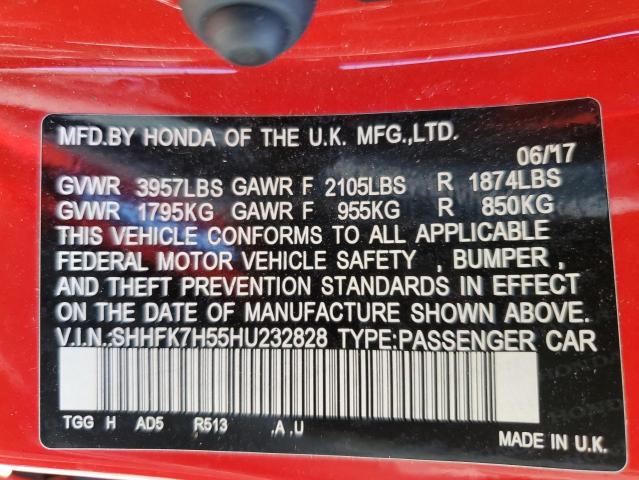 MFD.BY HONDA OF THE U.K. MFG.,LTD.
06/17
GVWR 3957LBS GAWR F 2105LBS R 1874LBS
GVWR 1795KG GAWR F 955KG R 850KG
THIS VEHICLE CONFORMS TO ALL APPLICABLE
FEDERAL MOTOR VEHICLE SAFETY , BUMPER ,
AND THEFT PREVENTION STANDARDS IN EFFECT
ON THE DATE OF MANUFACTURE SHOWN ABOVE.
V.I.N.:SHHFK7H55HU232828 TYPE:PASSENGER CAR
TGG H AD5 R513 ,A ,U
MADE IN U.K.